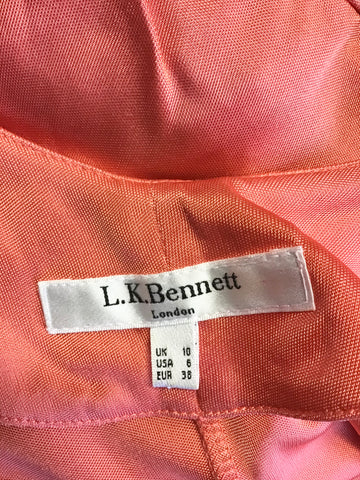 L.K.Bennett
London
UK 10
USA 6
EUR 38